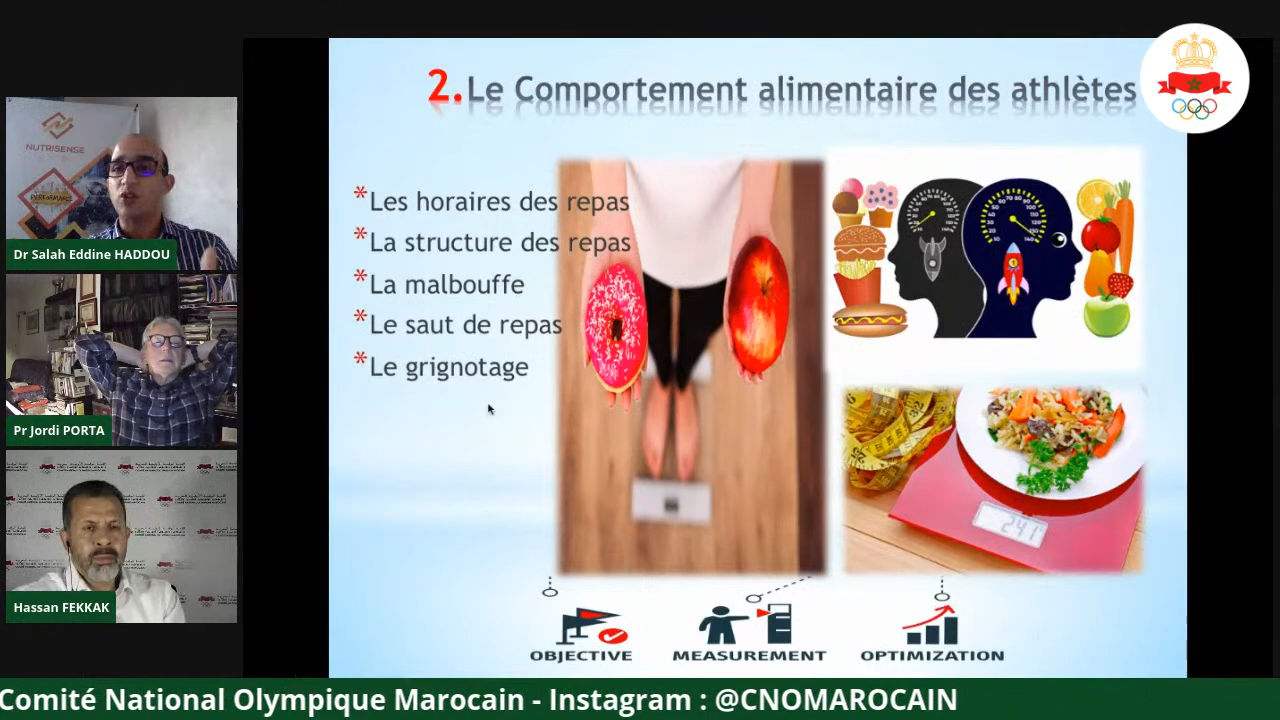 2.Le Comportement alimentaire des athlètes
*Les horaires des repas
*La structure des repas
*La malbouffe
*Le saut de repas
*Le grignotage
NUTRISENSE
PERFORMANCE
Dr Salah Eddine HADDOU
Pr Jordi PORTA
Hassan FEKKAK
241
OBJECTIVE
MEASUREMENT
OPTIMIZATION
Comité National Olympique Marocain - Instagram : @CNOMAROCAIN